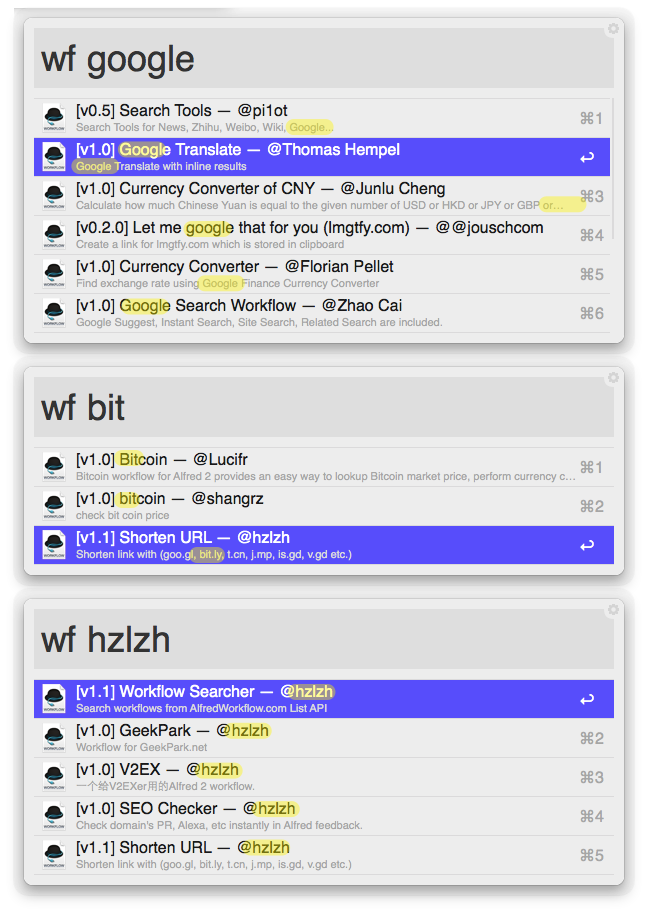 wf google
[v0.5] Search Tools — @pi1ot
Search Tools for News, Zhihu, Weibo, Wiki, Google...
⌘1
[v1.0] Google Translate — @Thomas Hempel
Google Translate with inline results
[v1.0] Currency Converter of CNY — @Junlu Cheng
Calculate how much Chinese Yuan is equal to the given number of USD or HKD or JPY or GBP or...
⌘3
[v0.2.0] Let me google that for you (lmgtfy.com) — @@jouschcom
Create a link for lmgtfy.com which is stored in clipboard
⌘4
[v1.0] Currency Converter — @Florian Pellet
Find exchange rate using Google Finance Currency Converter
⌘5
[v1.0] Google Search Workflow — @Zhao Cai
Google Suggest, Instant Search, Site Search, Related Search are included.
⌘6
wf bit
[v1.0] Bitcoin — @Lucifr
Bitcoin workflow for Alfred 2 provides an easy way to lookup Bitcoin market price, perform currency c...
⌘1
[v1.0] bitcoin — @shangrz
check bit coin price
⌘2
[v1.1] Shorten URL — @hzlzh
Shorten link with (goo.gl, bit.ly, t.cn, j.mp, is.gd, v.gd etc.)
wf hzlzh
[v1.1] Workflow Searcher — @hzlzh
Search workflows from AlfredWorkflow.com List API
[v1.0] GeekPark — @hzlzh
Workflow for GeekPark.net
⌘2
[v1.0] V2EX — @hzlzh
一个给V2EXer用的Alfred 2 workflow.
⌘3
[v1.0] SEO Checker — @hzlzh
Check domain's PR, Alexa, etc instantly in Alfred feedback.
⌘4
[v1.1] Shorten URL — @hzlzh
Shorten link with (goo.gl, bit.ly, t.cn, j.mp, is.gd, v.gd etc.)
⌘5